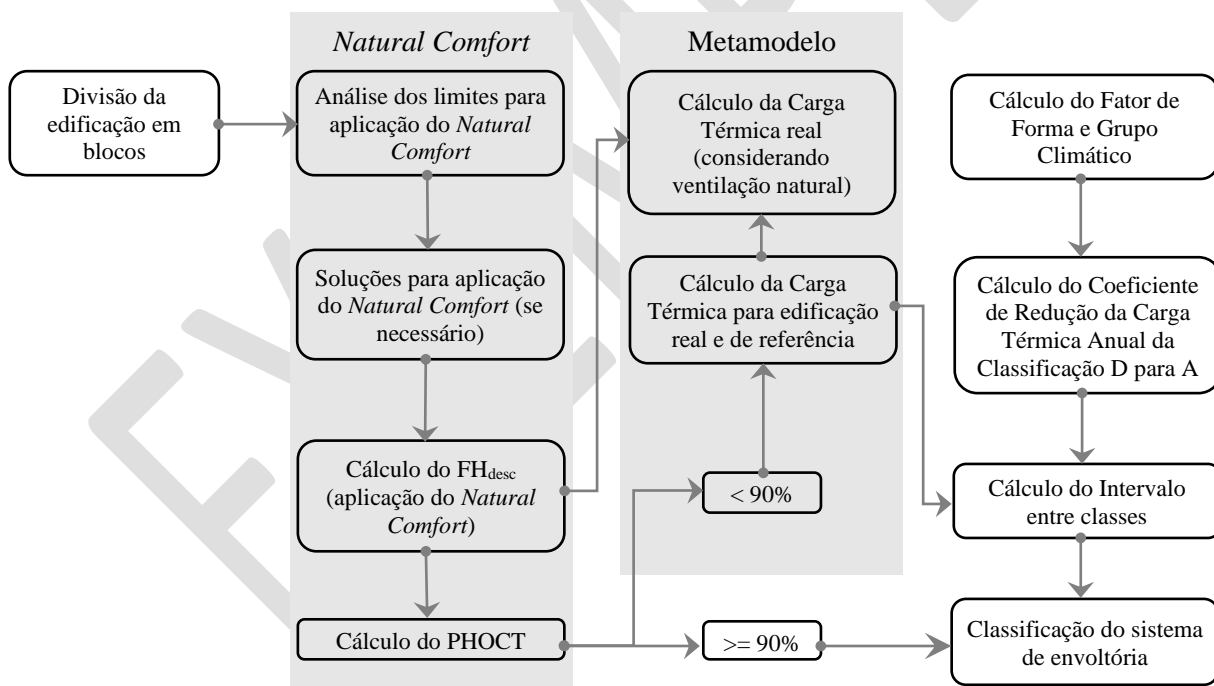 Natural Comfort
Metamodelo
Divisão da
edificação em
blocos
Análise dos limites para
aplicação do Natural
Comfort
Soluções para aplicação
do Natural Comfort (se
necessário)
Cálculo do FHdesc
(aplicação do Natural
Comfort)
Cálculo do PHOCT
Cálculo da Carga
Térmica real
(considerando
ventilação natural)
Cálculo da Carga
Térmica para edificação
real e de referência
< 90%
>= 90%
Cálculo do Fator de
Forma e Grupo
Climático
Cálculo do Coeficiente
de Redução da Carga
Térmica Anual da
Classificação D para A
Cálculo do Intervalo
entre classes
Classificação do sistema
de envoltória